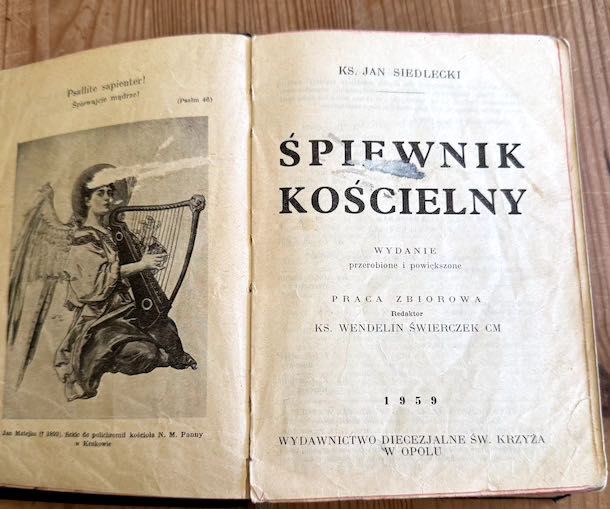 Psallite sapienter!
Śpiewajcie mądrze!
(Psalm 46)
Jan Matejko († 1893), Szkic do polichromii kościoła N. M. Panny
w Krakowie
KS. JAN SIEDLECKI
ŚPIEWNIK
KOŚCIELNY
WYDANIE
przerobione i powiększone
PRACA ZBIOROWA
Redaktor
KS. WENDELIN ŚWIERCZEK CM
1959
WYDAWNICTWO DIECEZJALNE ŚW. KRZYŻA
W OPOLU